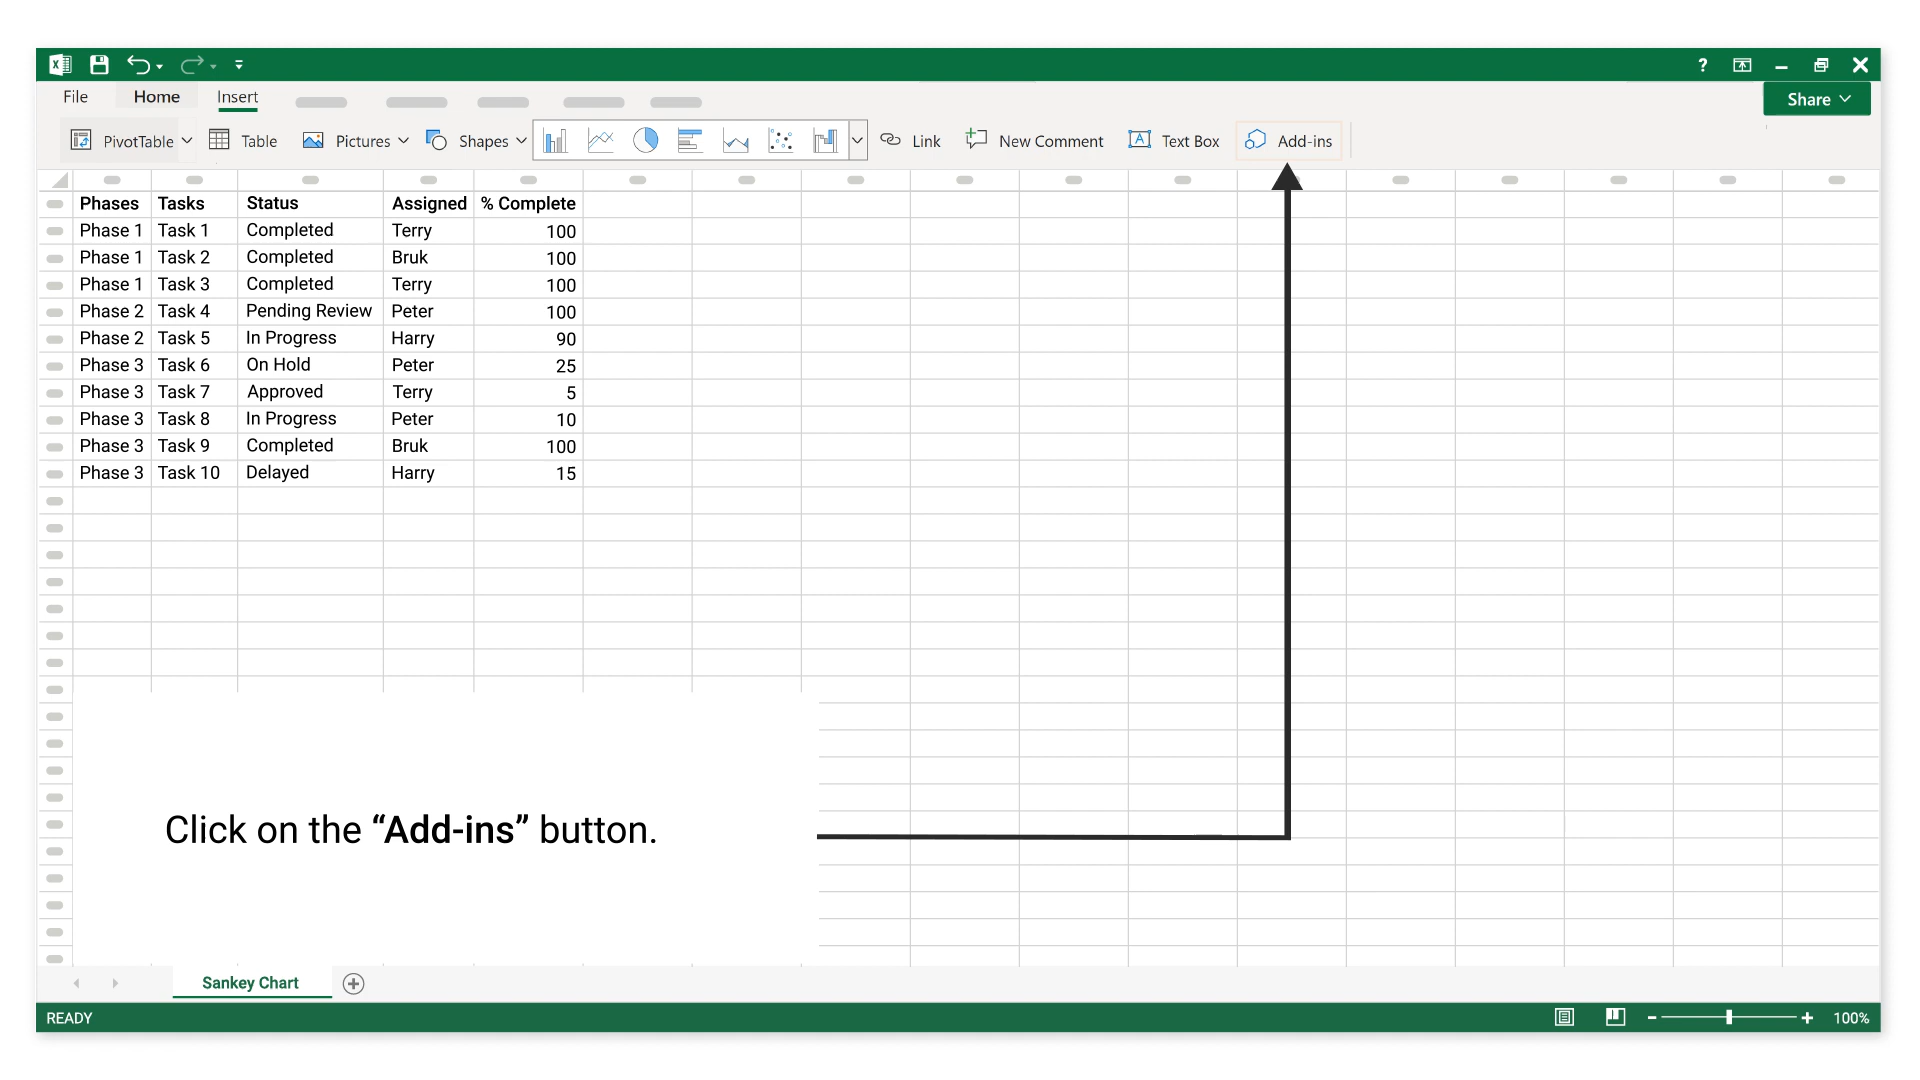 ?
File Home Insert Share
PivotTable Table Pictures Shapes Link New Comment A Text Box Add-ins
Phases Tasks Status Assigned % Complete
Phase 1 Task 1 Completed Terry 100
Phase 1 Task 2 Completed Bruk 100
Phase 1 Task 3 Completed Terry 100
Phase 2 Task 4 Pending Review Peter 100
Phase 2 Task 5 In Progress Harry 90
Phase 3 Task 6 On Hold Peter 25
Phase 3 Task 7 Approved Terry 5
Phase 3 Task 8 In Progress Peter 10
Phase 3 Task 9 Completed Bruk 100
Phase 3 Task 10 Delayed Harry 15
Click on the “Add-ins” button.
Sankey Chart
READY 100%